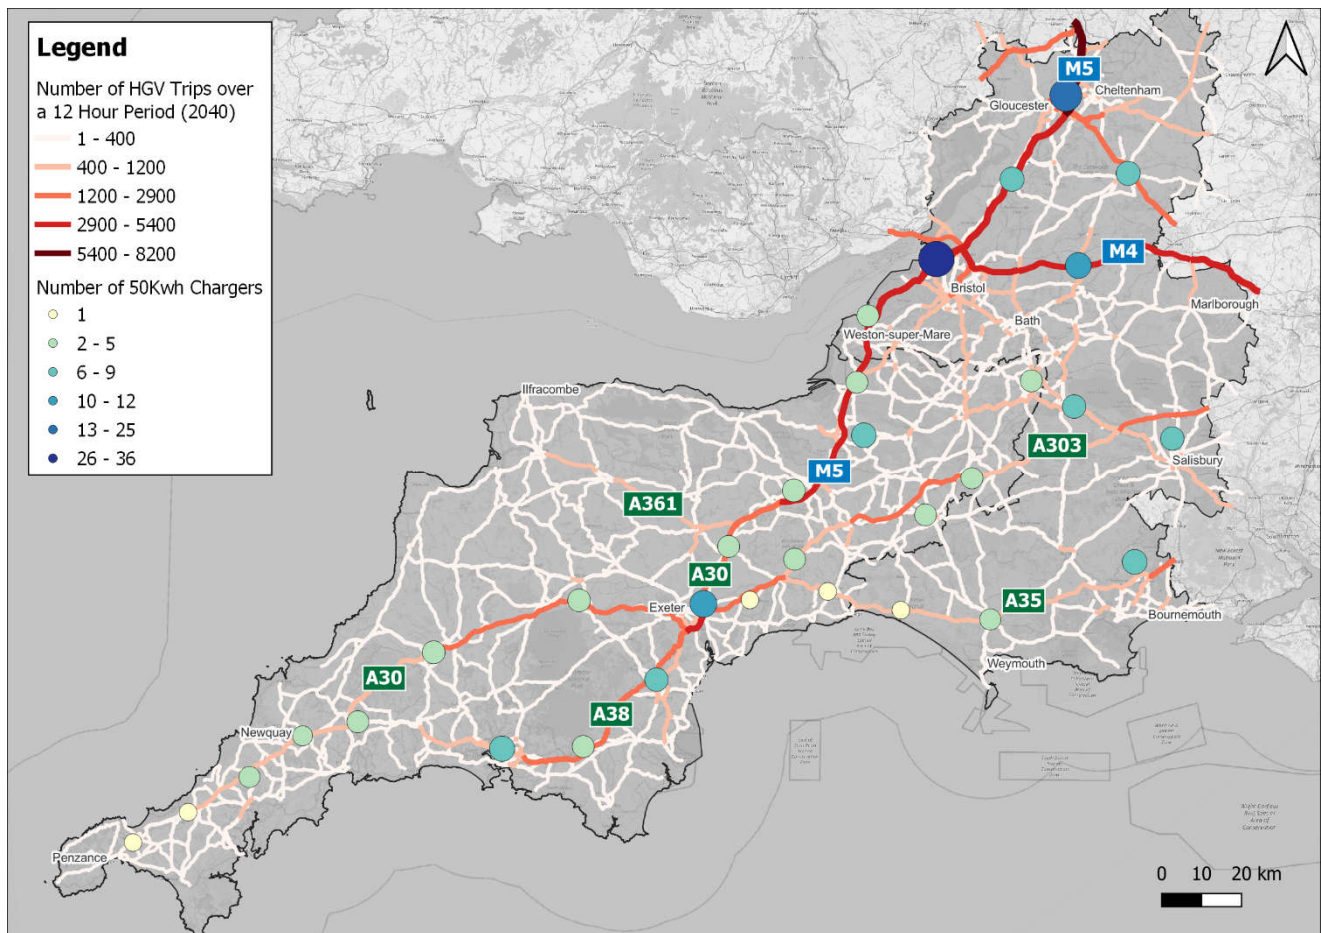 Legend
Number of HGV Trips over
a 12 Hour Period (2040)
1 - 400
400 - 1200
1200 - 2900
2900 - 5400
5400 - 8200
Number of 50Kwh Chargers
1
2 - 5
6 - 9
10 - 12
13 - 25
26 - 36
M5
Cheltenham
Gloucester
M4
Bristol
Marlborough
Bath
Weston-super-Mare
Ilfracombe
A303
Salisbury
M5
A361
A30
Exeter
A35
Bournemouth
Weymouth
A30
A38
Newquay
Penzance
0 10 20 km